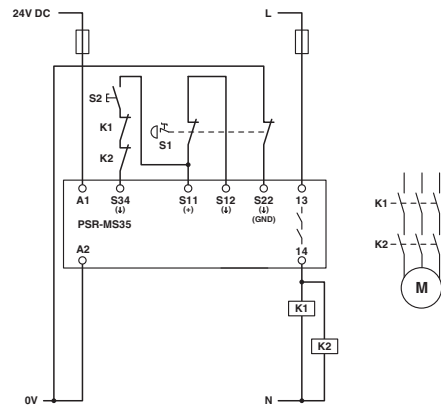 24V DC
L
S2
K1
K2
S1
A1
S34
(↓)
S11
(+)
S12
(↓)
S22
(↓)
(GND)
13
PSR-MS35
A2
14
K1
K2
0V
N
K1
K2
M